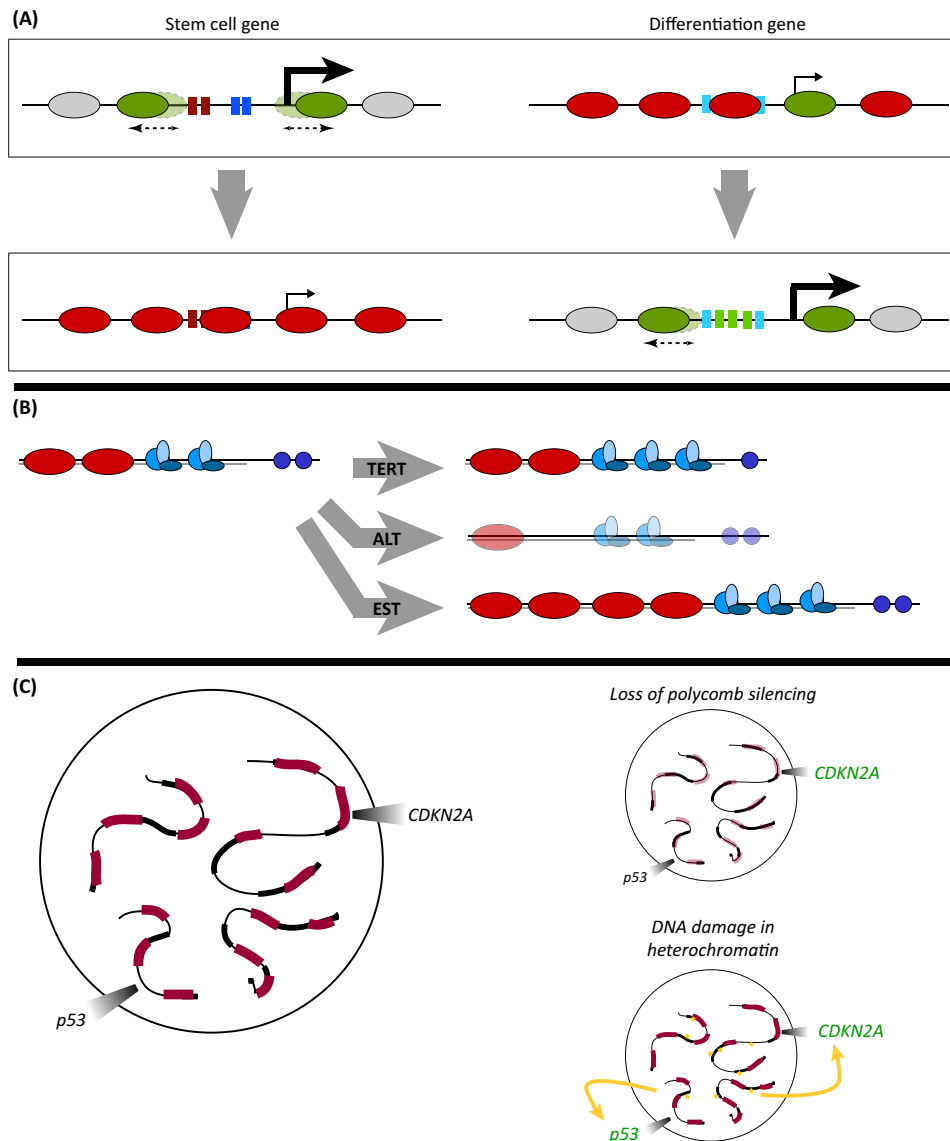 (A)
Stem cell gene
Differentiation gene
(B)
TERT
ALT
EST
(C)
CDKN2A
p53
Loss of polycomb silencing
CDKN2A
p53
DNA damage in
heterochromatin
CDKN2A
p53